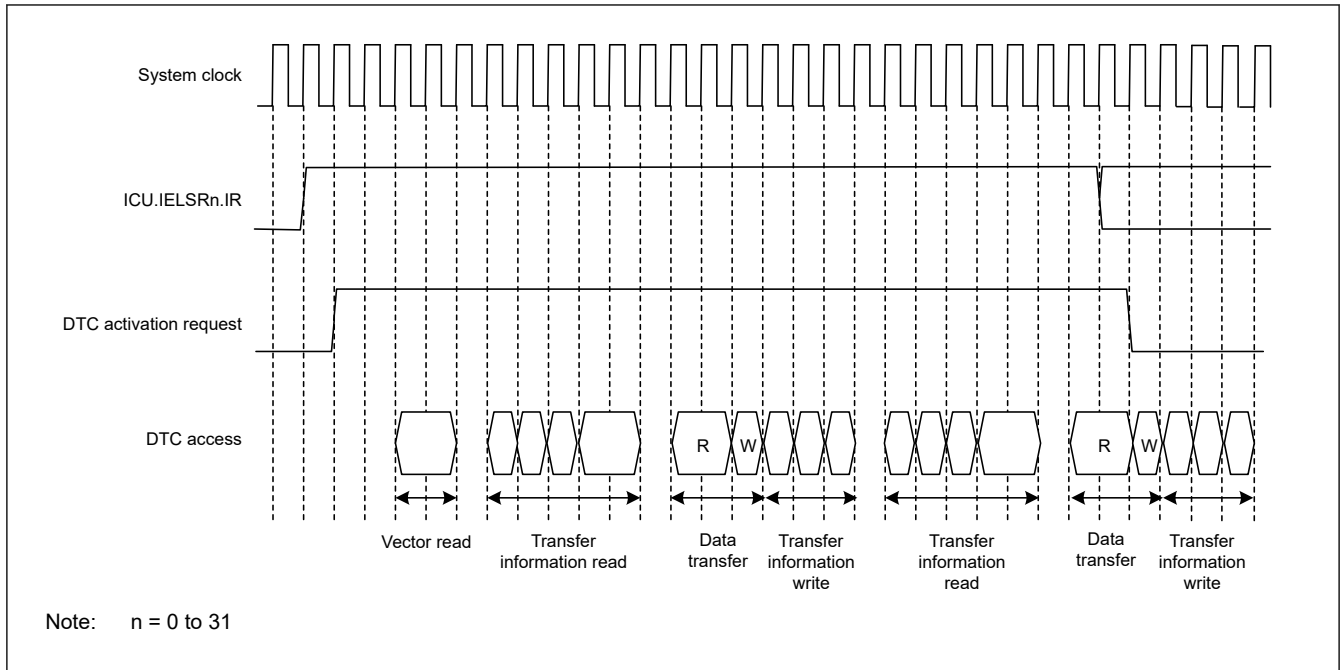 System clock
ICU.IELSRn.IR
DTC activation request
DTC access
R
W
R
W
Vector read
Transfer
information read
Data
transfer
Transfer
information
write
Transfer
information
read
Data
transfer
Transfer
information
write
Note: n = 0 to 31